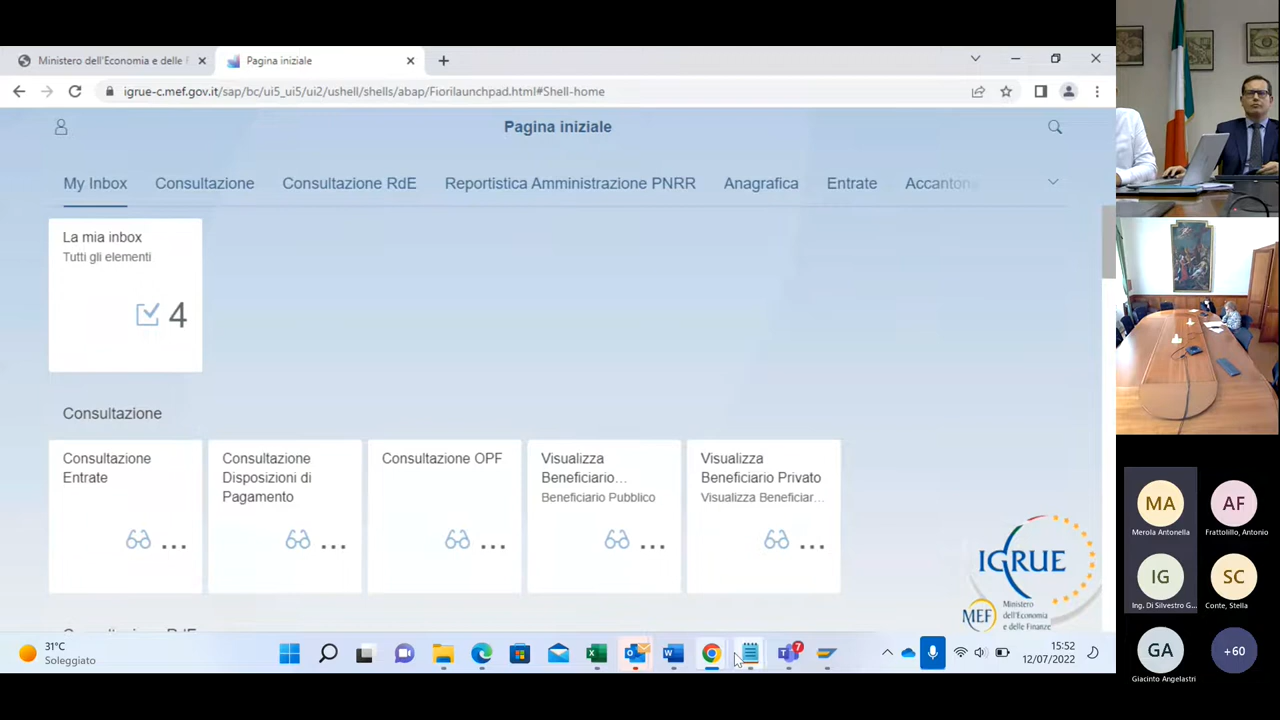 Ministero dell'Economia e delle F
Pagina iniziale
igrue-c.mef.gov.it/sap/bc/ui5_ui5/ui2/ushell/shells/abap/Fiorilaunchpad.html#Shell-home
Pagina iniziale
My Inbox
Consultazione
Consultazione RdE
Reportistica Amministrazione PNRR
Anagrafica
Entrate
Accanton
La mia inbox
Tutti gli elementi
4
Consultazione
Consultazione
Entrate
...
Consultazione
Disposizioni di
Pagamento
...
Consultazione OPF
...
Visualizza
Beneficiario...
Beneficiario Pubblico
...
Visualizza
Beneficiario Privato
Visualizza Beneficiar...
...
IGRUE
MEF
Ministero
dell'Economia
e delle Finanze
31°C
Soleggiato
7
15:52
12/07/2022
MA
Merola Antonella
AF
Frattolillo, Antonio
IG
Ing. Di Silvestro G...
SC
Conte, Stella
GA
Giacinto Angelastri
+60